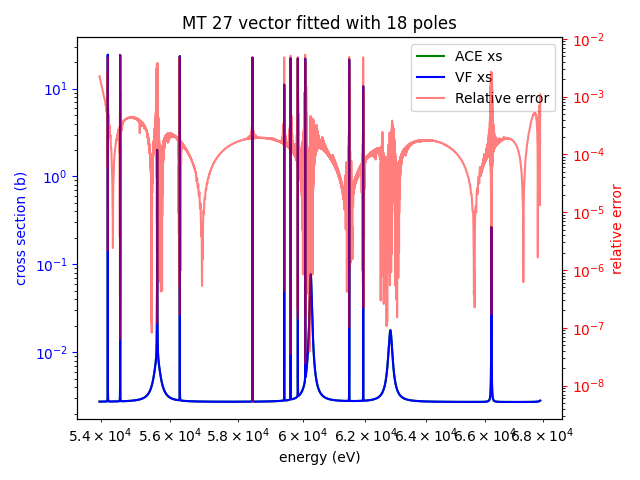 MT 27 vector fitted with 18 poles
ACE xs
VF xs
Relative error
cross section (b)
10¹
10⁰
10⁻¹
10⁻²
relative error
10⁻²
10⁻³
10⁻⁴
10⁻⁵
10⁻⁶
10⁻⁷
10⁻⁸
5.4 × 10⁴ 5.6 × 10⁴ 5.8 × 10⁴ 6 × 10⁴ 6.2 × 10⁴ 6.4 × 10⁴ 6.6 × 10⁴ 6.8 × 10⁴
energy (eV)